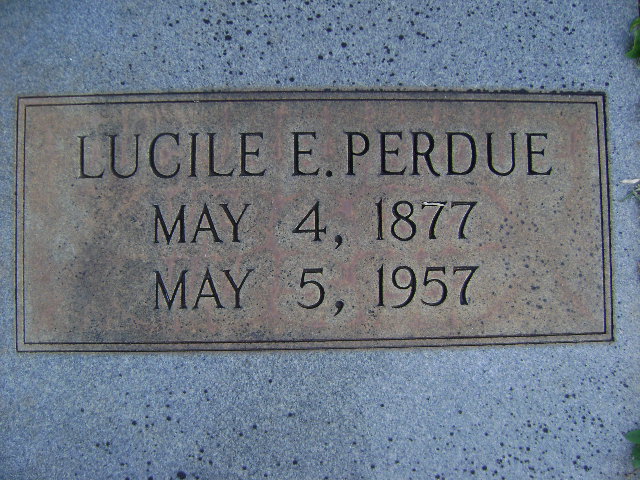 LUCILE E. PERDUE
MAY 4, 1877
MAY 5, 1957